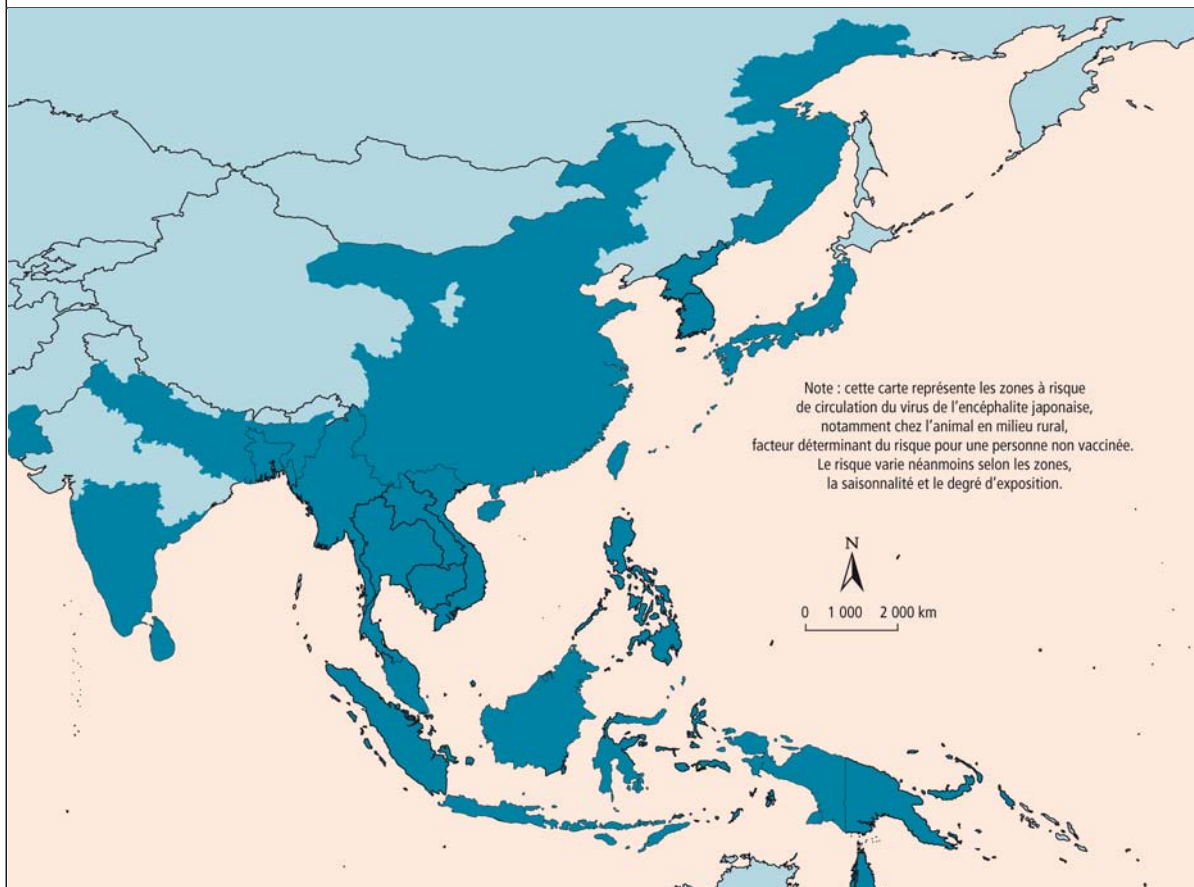 Note : cette carte représente les zones à risque
de circulation du virus de l'encéphalite japonaise,
notamment chez l'animal en milieu rural,
facteur déterminant du risque pour une personne non vaccinée.
Le risque varie néanmoins selon les zones,
la saisonnalité et le degré d'exposition.
N
0 1 000 2 000 km